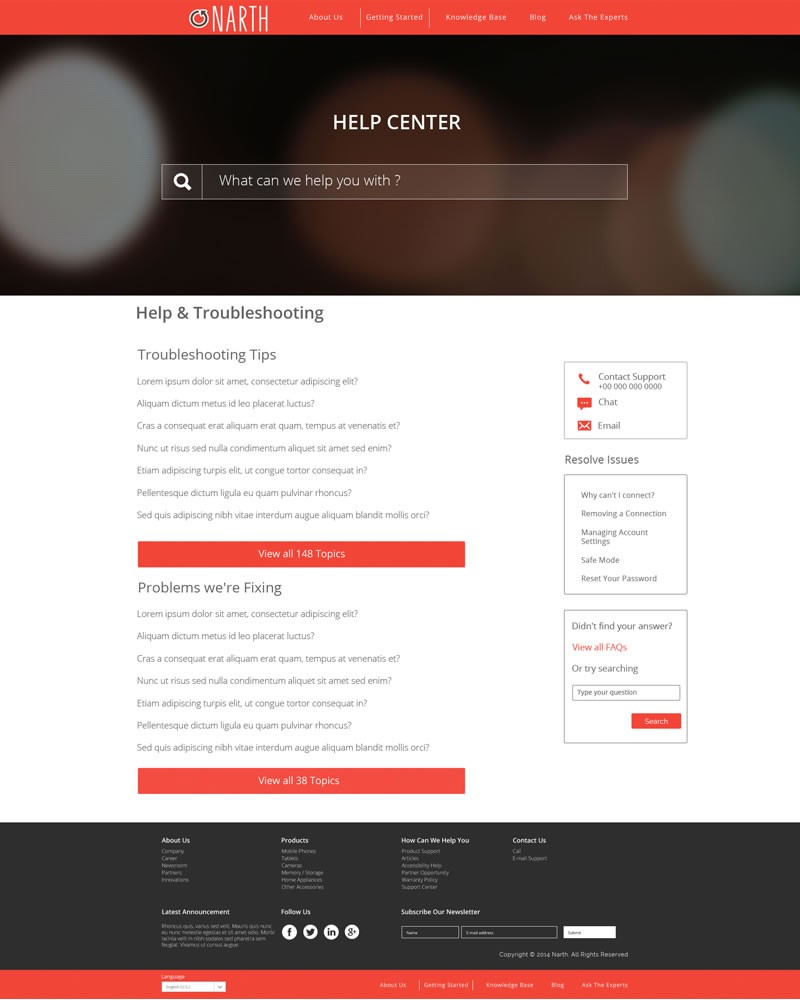 NARTH
About Us
Getting Started
Knowledge Base
Blog
Ask The Experts
HELP CENTER
What can we help you with ?
Help & Troubleshooting
Troubleshooting Tips
Lorem ipsum dolor sit amet, consectetur adipiscing elit?
Aliquam dictum metus id leo placerat luctus?
Cras a consequat erat aliquam erat quam, tempus at venenatis et?
Nunc ut risus sed nulla condimentum aliquet sit amet sed enim?
Etiam adipiscing turpis elit, ut congue tortor consequat in?
Pellentesque dictum ligula eu quam pulvinar rhoncus?
Sed quis adipiscing nibh vitae interdum augue aliquam blandit mollis orci?
View all 148 Topics
Problems we're Fixing
Lorem ipsum dolor sit amet, consectetur adipiscing elit?
Aliquam dictum metus id leo placerat luctus?
Cras a consequat erat aliquam erat quam, tempus at venenatis et?
Nunc ut risus sed nulla condimentum aliquet sit amet sed enim?
Etiam adipiscing turpis elit, ut congue tortor consequat in?
Pellentesque dictum ligula eu quam pulvinar rhoncus?
Sed quis adipiscing nibh vitae interdum augue aliquam blandit mollis orci?
View all 38 Topics
Contact Support
+00 000 000 0000
Chat
Email
Resolve Issues
Why can't I connect?
Removing a Connection
Managing Account
Settings
Safe Mode
Reset Your Password
Didn't find your answer?
View all FAQs
Or try searching
Type your question
Search
About Us
Company
Career
Newsroom
Partners
Innovations
Products
Mobile Phones
Tablets
Cameras
Memory / Storage
Home Appliances
Other Accessories
How Can We Help You
Product Support
Articles
Accessibility Help
Partner Opportunity
Warranty Policy
Support Center
Contact Us
Call
E-mail Support
Latest Announcement
Rhoncus quis, varius sed velit. Mauris quis nunc
eu nunc molestie egestas et sit amet odio. Morbi
lacinia velit in nibh sodales sed pharetra sem
feugiat. Vivamus ut cursus augue.
Follow Us
Subscribe Our Newsletter
Name
E-mail address
Submit
Copyright © 2014 Narth. All Rights Reserved
Language
English (U.S.)
About Us
Getting Started
Knowledge Base
Blog
Ask The Experts